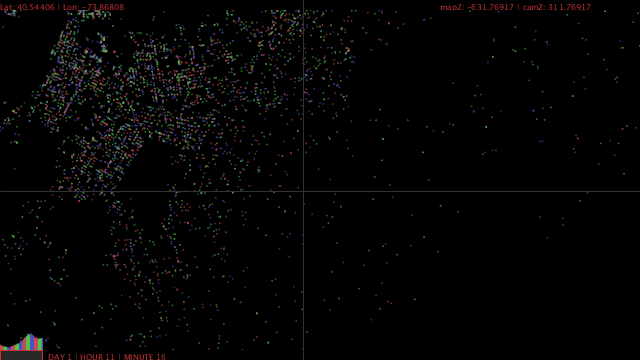 Lat: 40.54406 | Lon: -73.86808
mapZ: -631.76917 | camZ: 311.76917
DAY 1 | HOUR 11 | MINUTE 16